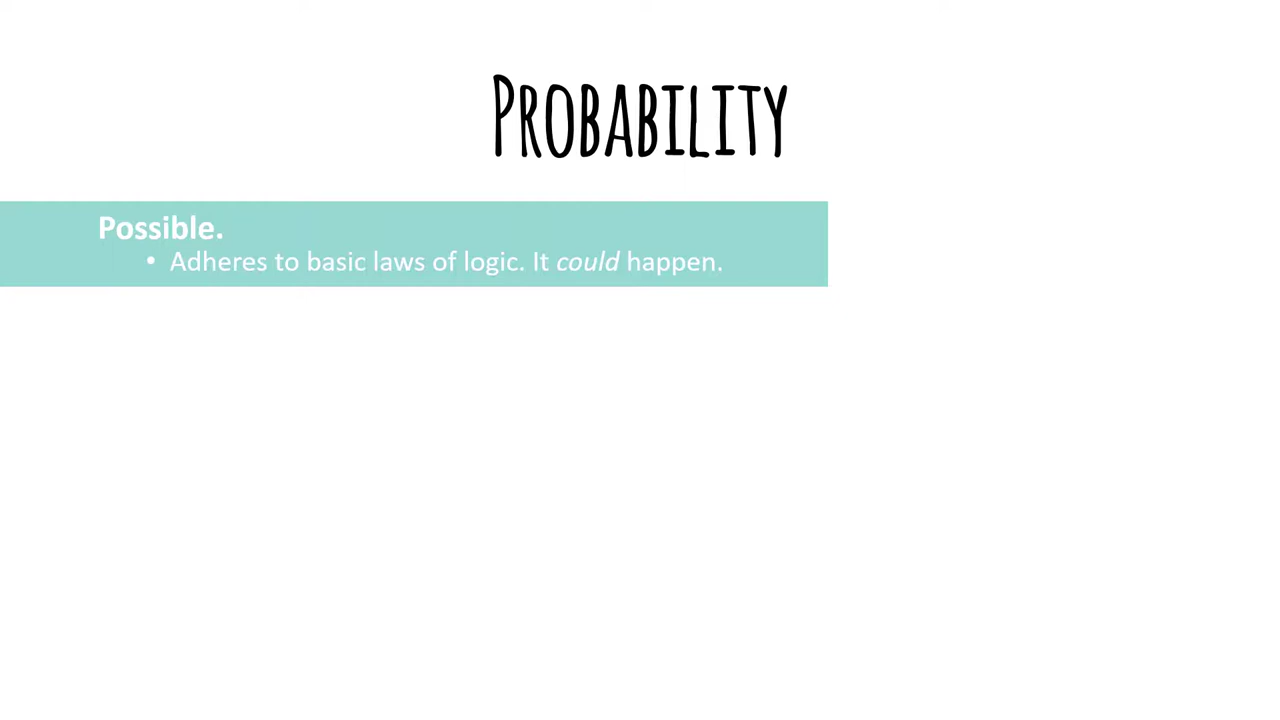 Probability
Possible.
• Adheres to basic laws of logic. It could happen.